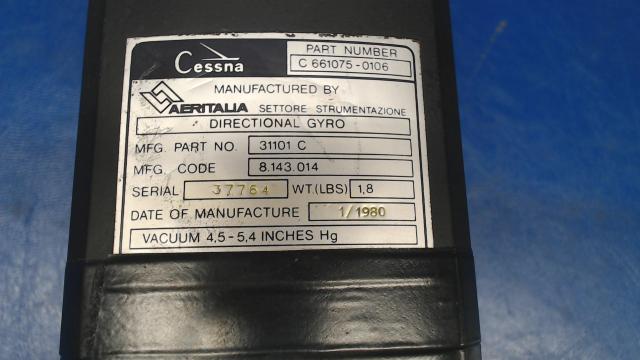 Cessna
PART NUMBER
C 661075-0106
MANUFACTURED BY
AERITALIA SETTORE STRUMENTAZIONE
DIRECTIONAL GYRO
MFG. PART NO. 31101 C
MFG. CODE 8.143.014
SERIAL 37764 WT.(LBS) 1,8
DATE OF MANUFACTURE 1/1980
VACUUM 4,5-5,4 INCHES Hg